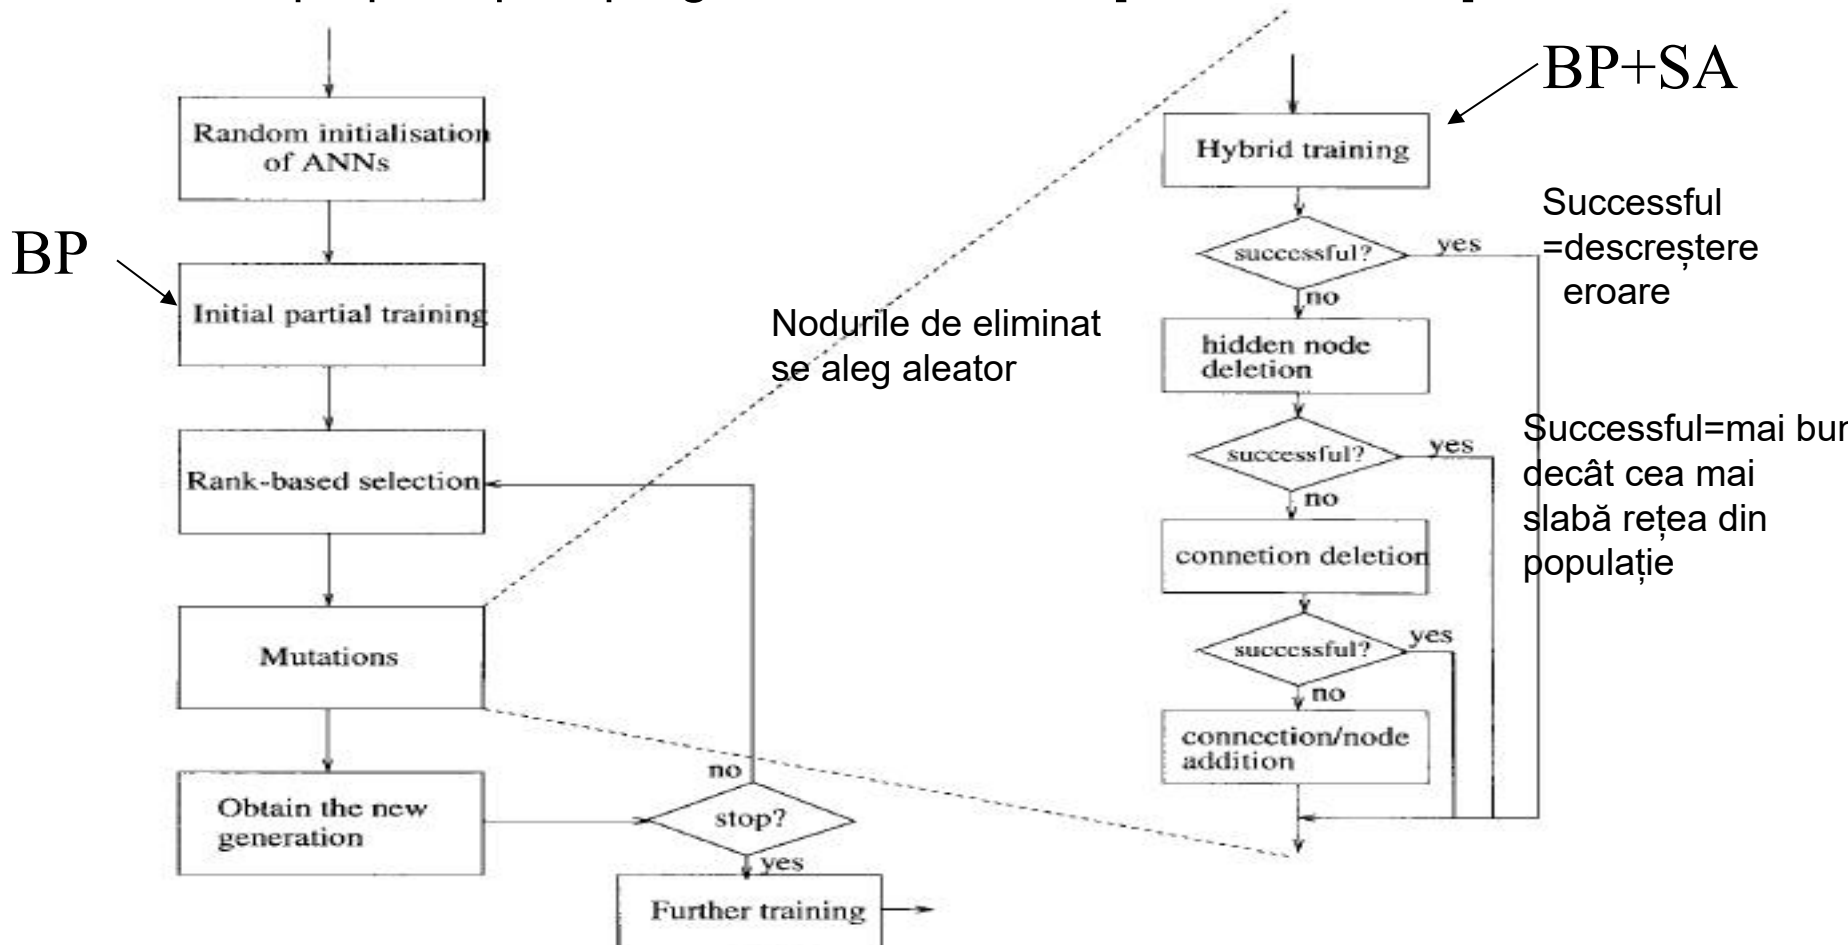 Random initialisation
of ANNs
BP
Initial partial training
Rank-based selection
Mutations
Obtain the new
generation
no
stop?
yes
Further training
Nodurile de eliminat
se aleg aleator
BP+SA
Hybrid training
successful?
yes
no
Successful
=descreștere
eroare
hidden node
deletion
successful?
yes
no
Successful=mai bun
decât cea mai
slabă rețea din
populație
connetion deletion
successful?
yes
no
connection/node
addition